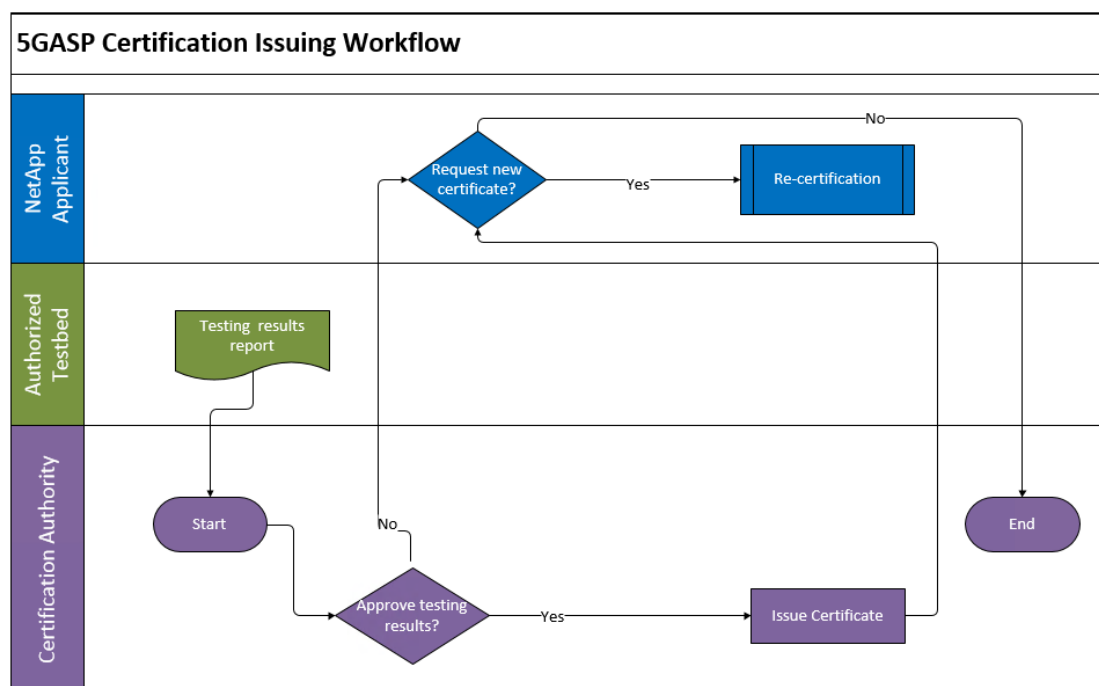 5GASP Certification Issuing Workflow
NetApp
Applicant
No
Request new
certificate?
Yes
Re-certification
Authorized
Testbed
Testing results
report
Certification Authority
Start
No
End
Approve testing
results?
Yes
Issue Certificate